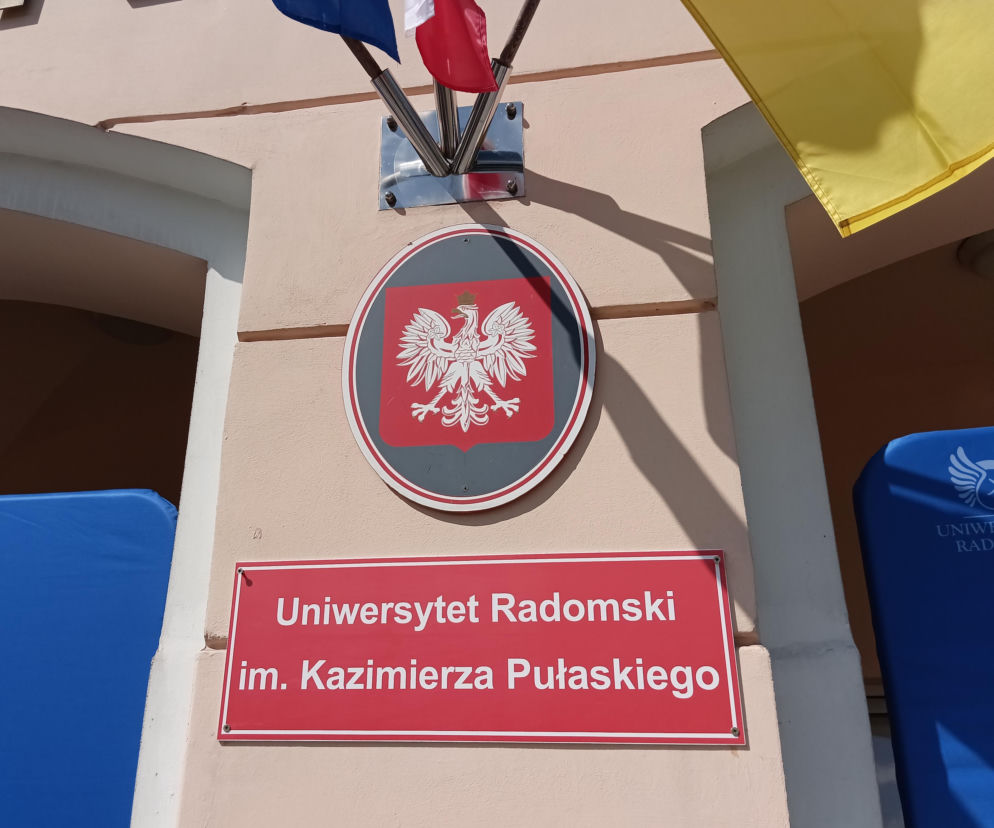 Uniwersytet Radomski
im. Kazimierza Pułaskiego